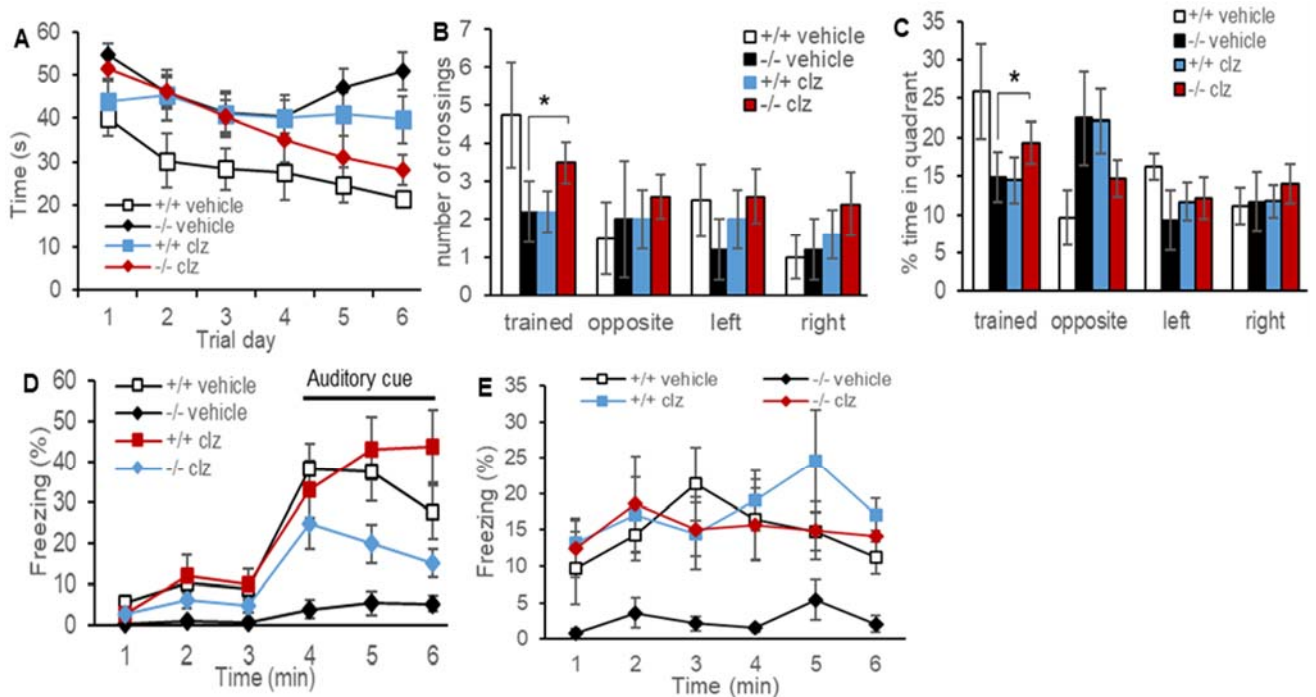 A
60
50
40
30
20
10
0
Time (s)
+/+ vehicle
-/- vehicle
+/+ clz
-/- clz
1 2 3 4 5 6
Trial day
B
7
6
5
4
3
2
1
0
number of crossings
+/+ vehicle
-/- vehicle
+/+ clz
-/- clz
*
trained opposite left right
C
35
30
25
20
15
10
5
0
% time in quadrant
+/+ vehicle
-/- vehicle
+/+ clz
-/- clz
*
trained opposite left right
D
60
50
40
30
20
10
0
Freezing (%)
+/+ vehicle
-/- vehicle
+/+ clz
-/- clz
Auditory cue
1 2 3 4 5 6
Time (min)
E
35
30
25
20
15
10
5
0
Freezing (%)
+/+ vehicle -/- vehicle
+/+ clz -/- clz
1 2 3 4 5 6
Time (min)